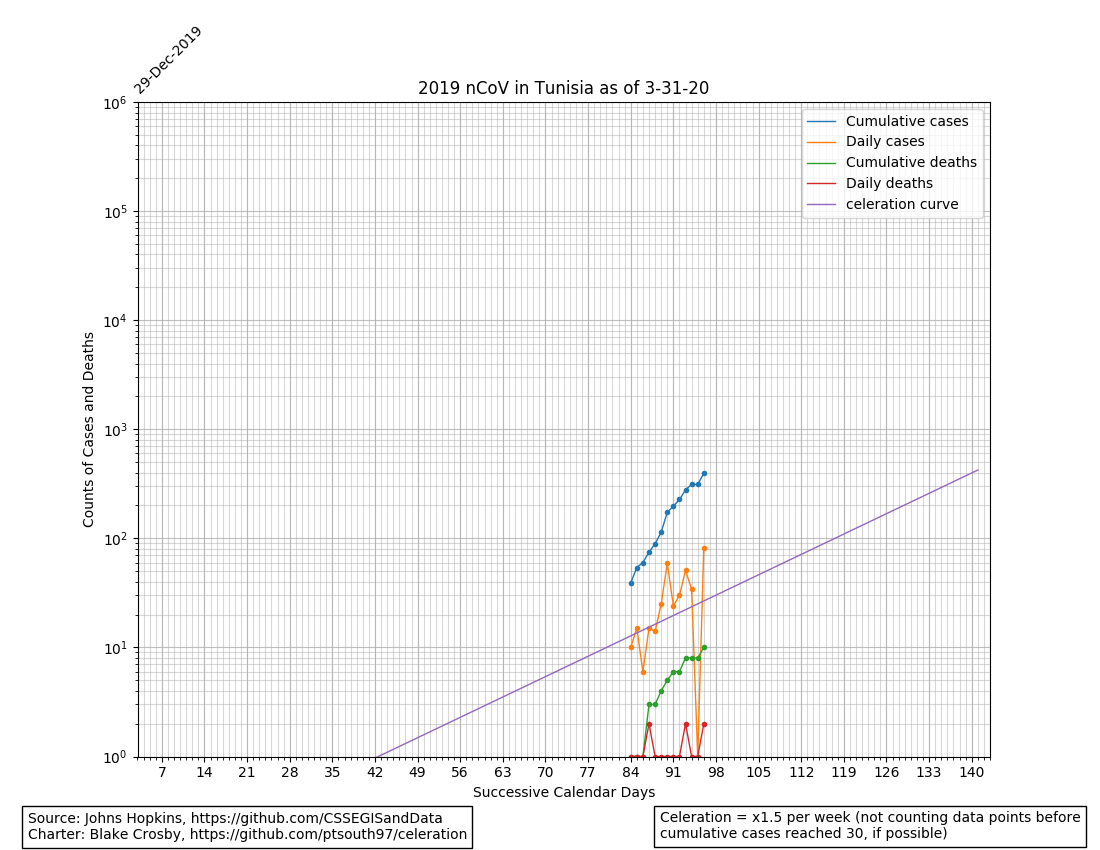 29-Dec-2019
2019 nCoV in Tunisia as of 3-31-20
Cumulative cases
Daily cases
Cumulative deaths
Daily deaths
celeration curve
Counts of Cases and Deaths
10^6
10^5
10^4
10^3
10^2
10^1
10^0
7 14 21 28 35 42 49 56 63 70 77 84 91 98 105 112 119 126 133 140
Successive Calendar Days
Source: Johns Hopkins, https://github.com/CSSEGISandData
Charter: Blake Crosby, https://github.com/ptsouth97/celeration
Celeration = x1.5 per week (not counting data points before
cumulative cases reached 30, if possible)